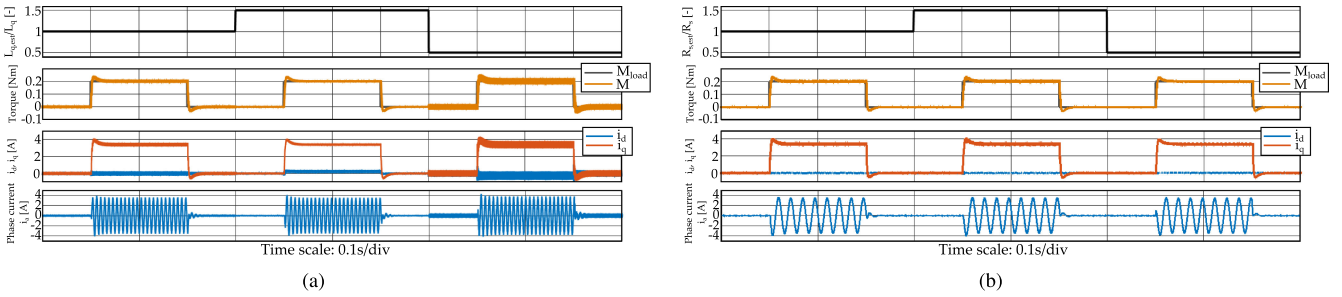 L_q,est/L_q [-]
1.5
1
0.5
Torque [Nm]
0.2
0.1
0
-0.1
M_load
M
i_d, i_q [A]
4
2
0
i_d
i_q
Phase current
i_a [A]
4
2
0
-2
-4
Time scale: 0.1s/div
(a)
R_s,est/R_s [-]
1.5
1
0.5
Torque [Nm]
0.2
0.1
0
-0.1
M_load
M
i_d, i_q [A]
4
2
0
i_d
i_q
Phase current
i_a [A]
4
2
0
-2
-4
Time scale: 0.1s/div
(b)